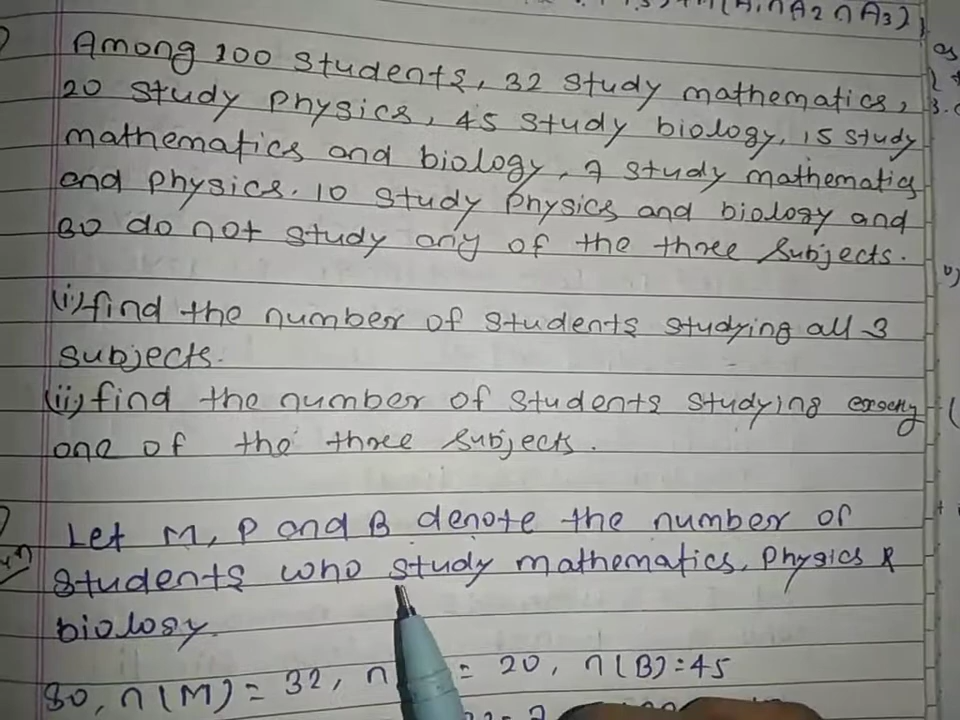 n(A1 ∩ A2 ∩ A3)
Among 100 students, 32 study mathematics,
20 study physics, 45 study biology, 15 study
mathematics and biology, 7 study mathematics
and physics. 10 study physics and biology and
30 do not study any of the three subjects.
(i) find the number of students studying all 3
subjects.
(ii) find the number of students studying
one of the three subjects.
Let M, P and B denote the number of
students who study mathematics, physics &
biology.
SO, n(M) = 32, n = 20, n(B) = 45